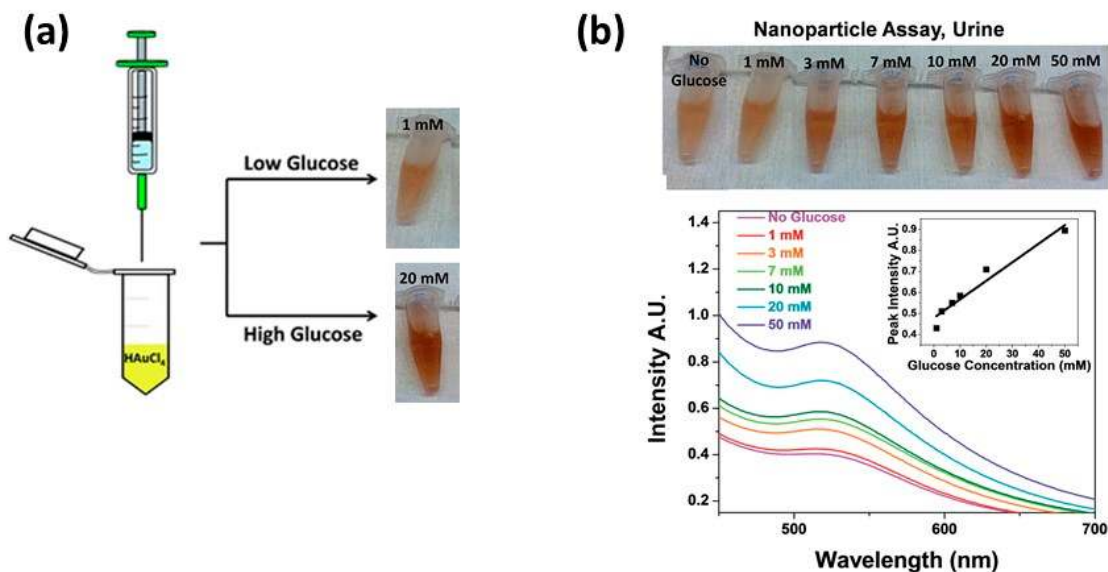 (a)
Low Glucose
High Glucose
1 mM
20 mM
HAuCl₄
(b)
Nanoparticle Assay, Urine
No Glucose
1 mM
3 mM
7 mM
10 mM
20 mM
50 mM
No Glucose
1 mM
3 mM
7 mM
10 mM
20 mM
50 mM
Intensity A.U.
1.4
1.2
1.0
0.8
0.6
0.4
0.2
500
600
700
Wavelength (nm)
Peak Intensity A.U.
0.9
0.8
0.7
0.6
0.5
0.4
0
10
20
30
40
50
Glucose Concentration (mM)